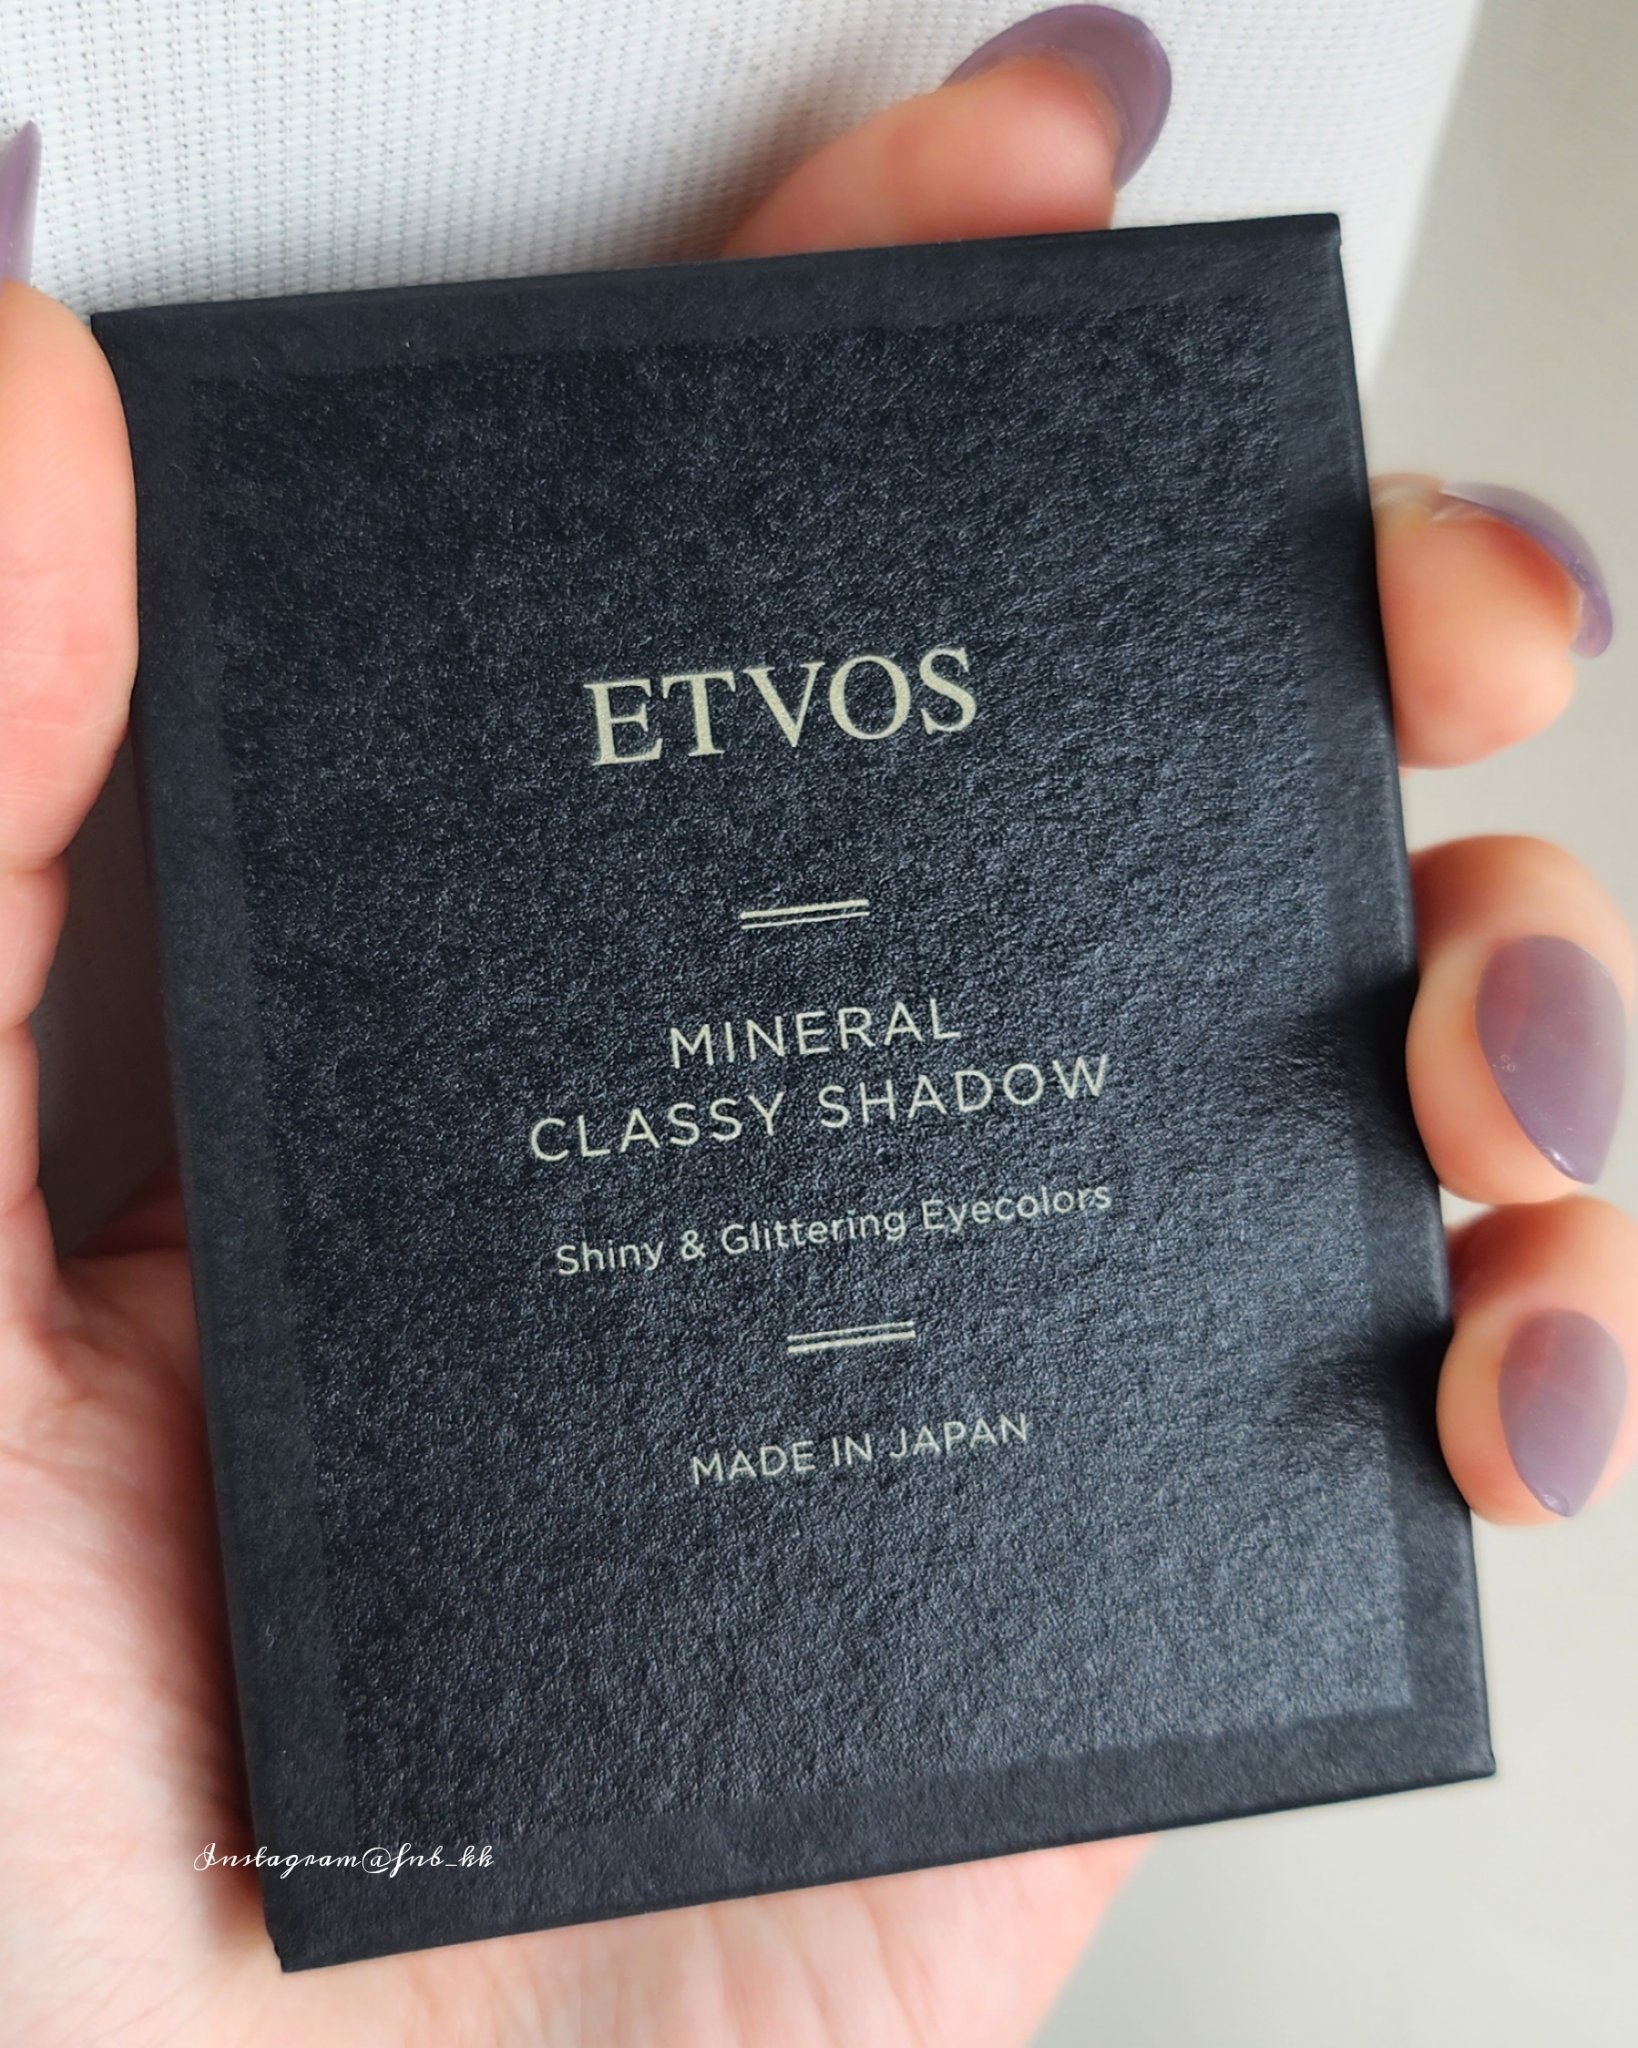 ETVOS
MINERAL
CLASSY SHADOW
Shiny & Glittering Eyecolors
MADE IN JAPAN
Instagram@fnb_kk